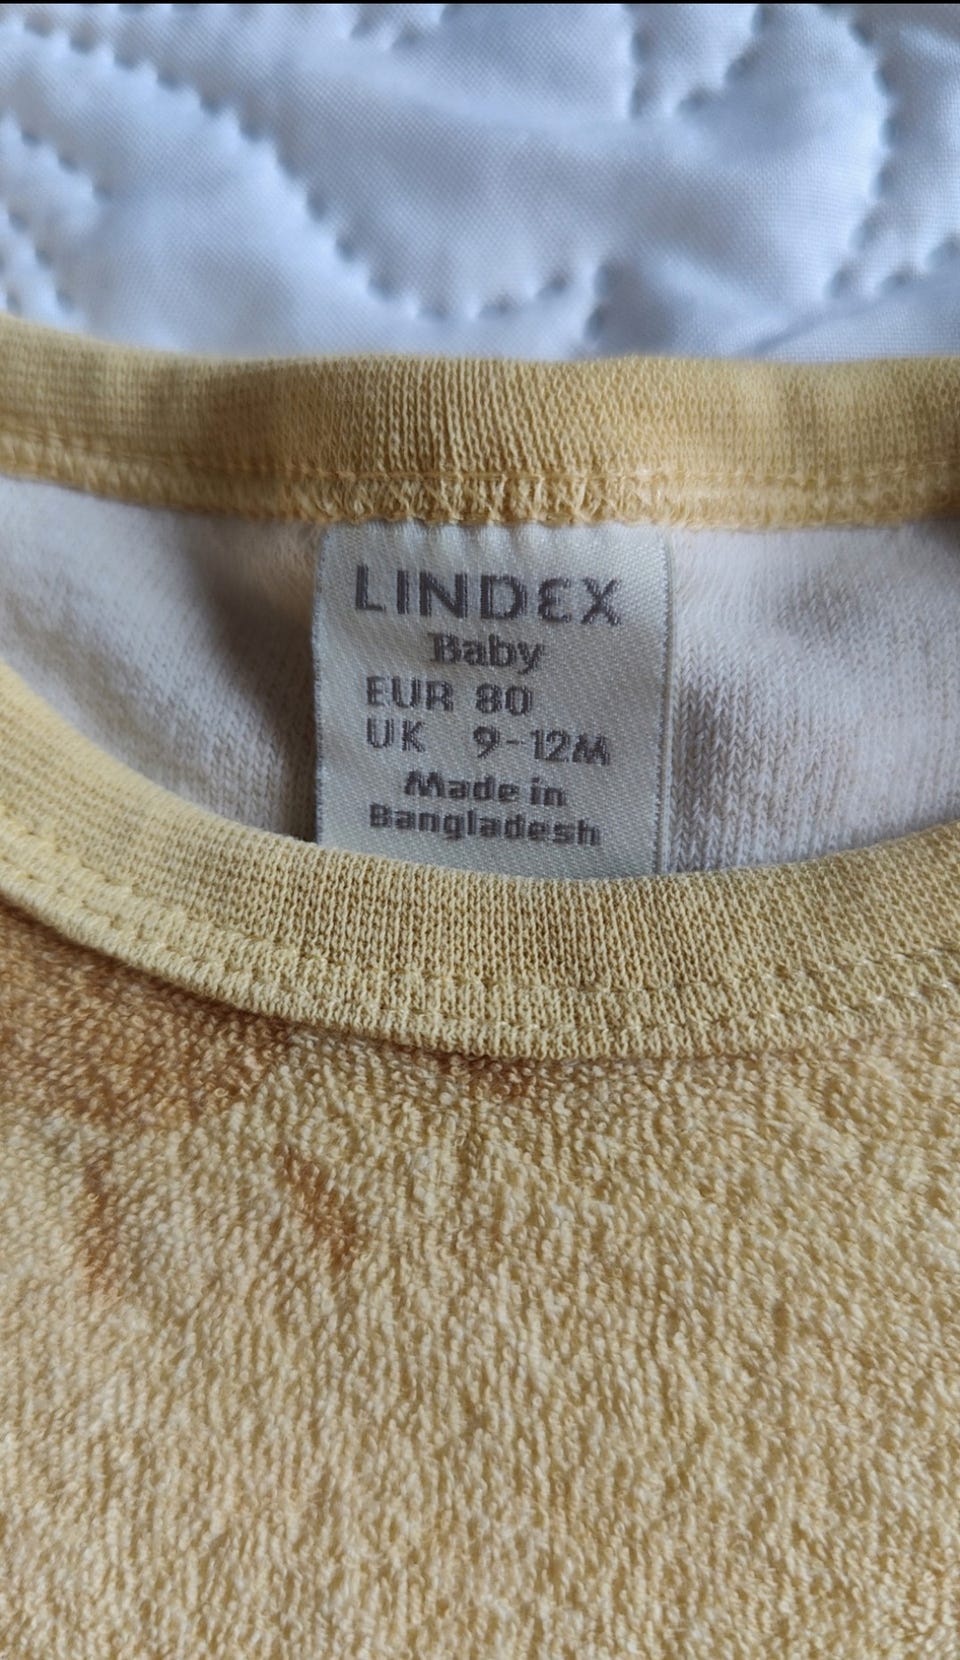 LINDEX
Baby
EUR 80
UK 9-12M
Made in
Bangladesh